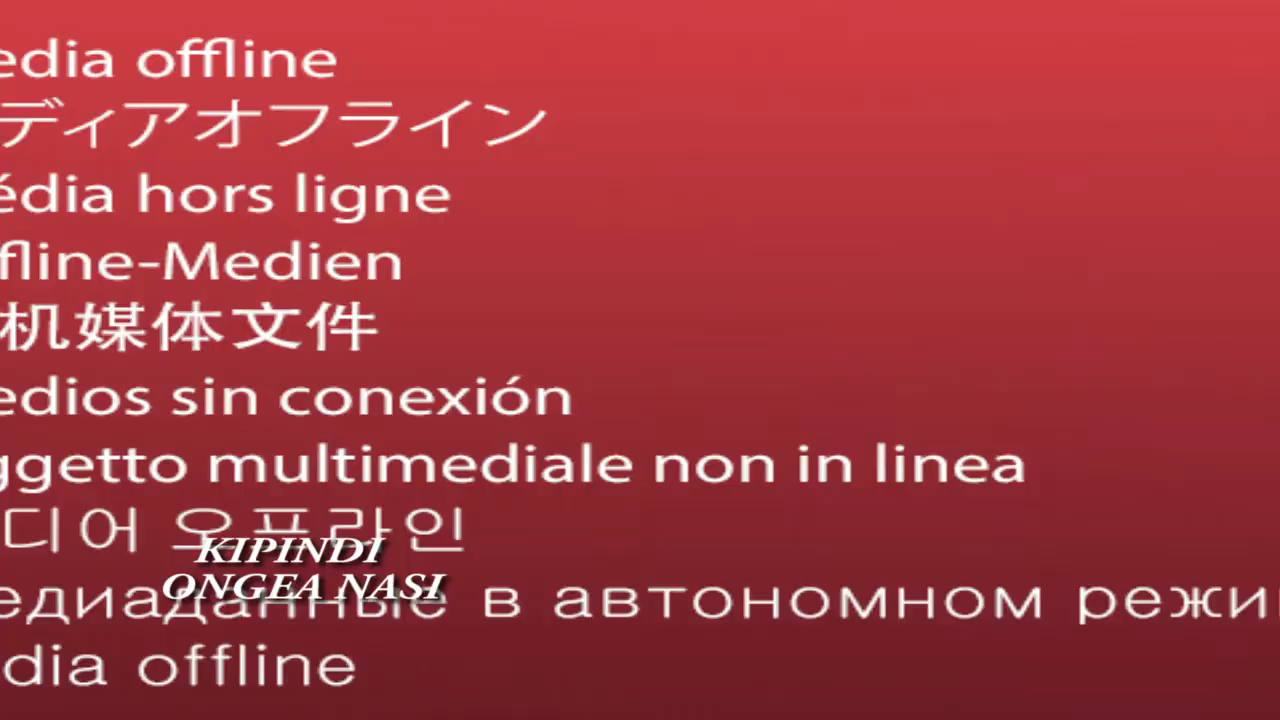 edia offline
ディアオフライン
édia hors ligne
fline-Medien
机媒体文件
edios sin conexión
ggetto multimediale non in linea
디어 오프라인
KIPINDI
ONGEA NASI
едиаданные в автономном режи
dia offline